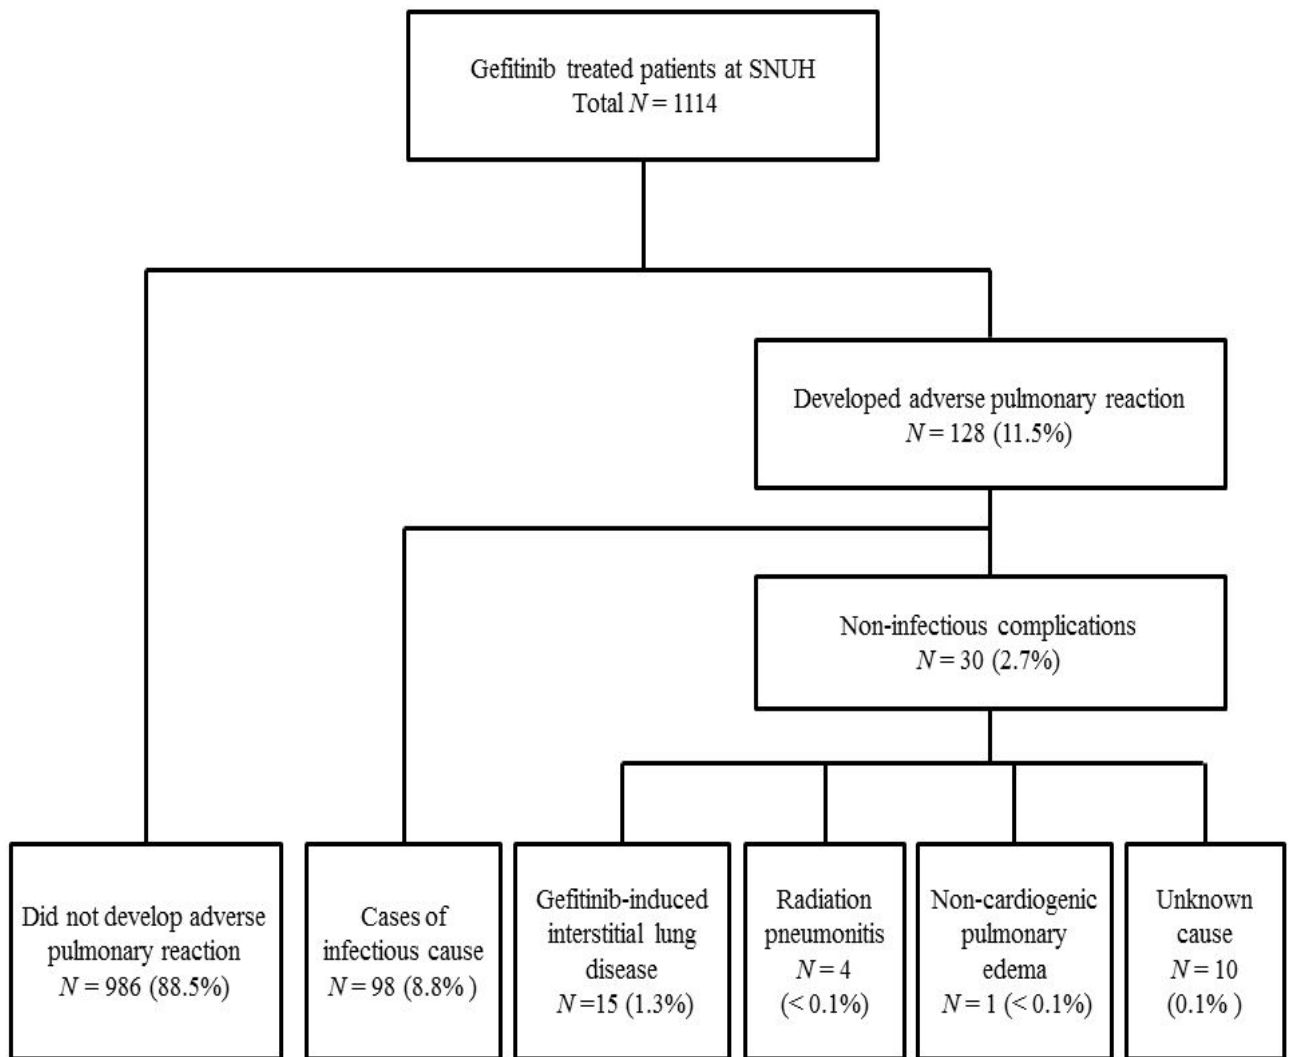 Gefitinib treated patients at SNUH
Total N = 1114
Developed adverse pulmonary reaction
N = 128 (11.5%)
Non-infectious complications
N = 30 (2.7%)
Did not develop adverse
pulmonary reaction
N = 986 (88.5%)
Cases of
infectious cause
N = 98 (8.8% )
Gefitinib-induced
interstitial lung
disease
N =15 (1.3%)
Radiation
pneumonitis
N = 4
(< 0.1%)
Non-cardiogenic
pulmonary
edema
N = 1 (< 0.1%)
Unknown
cause
N = 10
(0.1% )